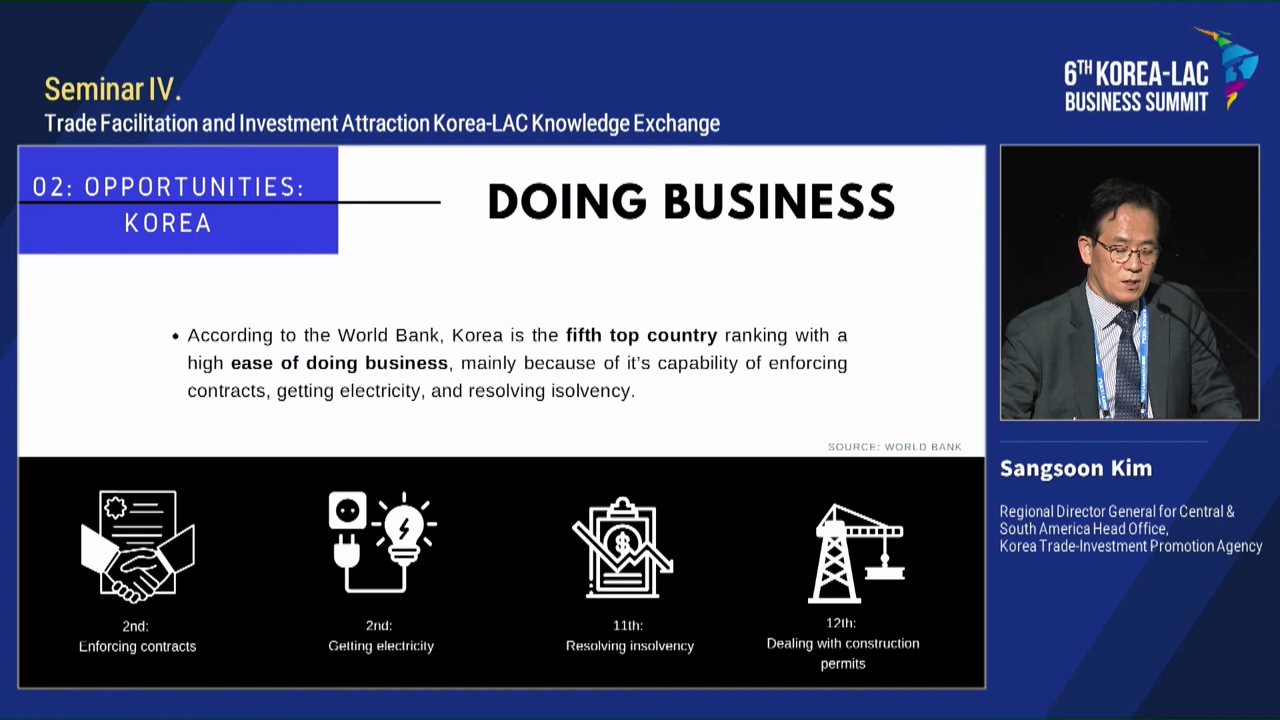 Seminar IV.
Trade Facilitation and Investment Attraction Korea-LAC Knowledge Exchange
6TH KOREA-LAC
BUSINESS SUMMIT
02: OPPORTUNITIES:
KOREA
DOING BUSINESS
• According to the World Bank, Korea is the fifth top country ranking with a
high ease of doing business, mainly because of it's capability of enforcing
contracts, getting electricity, and resolving isolvency.
SOURCE: WORLD BANK
2nd:
Enforcing contracts
2nd:
Getting electricity
11th:
Resolving insolvency
12th:
Dealing with construction
permits
Sangsoon Kim
Regional Director General for Central &
South America Head Office,
Korea Trade-Investment Promotion Agency